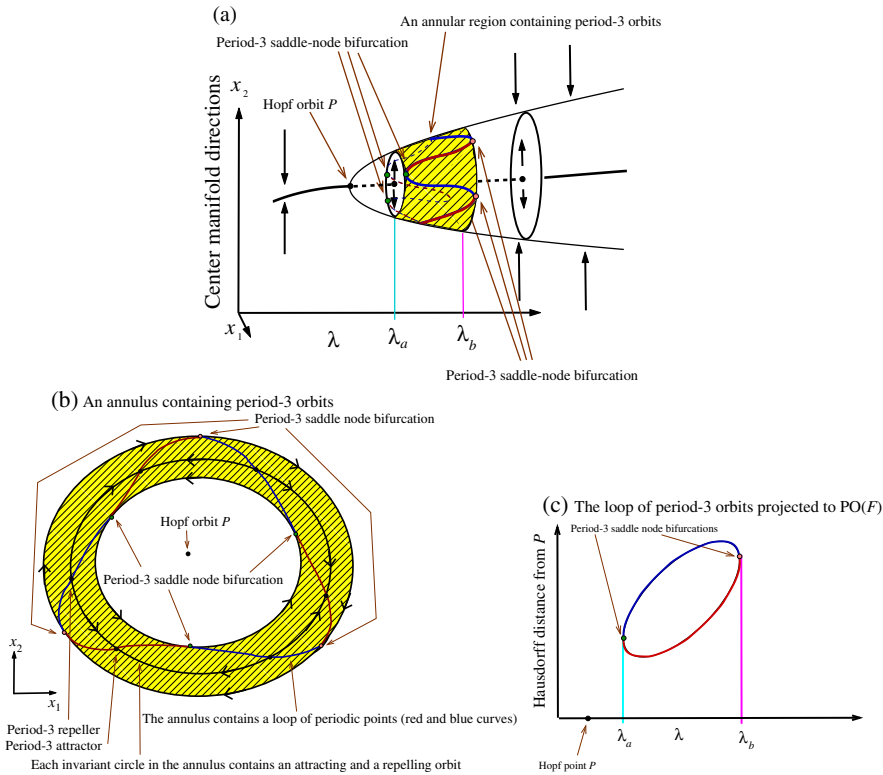 (a)
An annular region containing period-3 orbits
Period-3 saddle-node bifurcation
x2
Hopf orbit P
Center manifold directions
x1
λ
λa
λb
Period-3 saddle-node bifurcation
(b) An annulus containing period-3 orbits
Period-3 saddle node bifurcation
Hopf orbit P
Period-3 saddle node bifurcation
x2
x1
The annulus contains a loop of periodic points (red and blue curves)
Period-3 repeller
Period-3 attractor
Each invariant circle in the annulus contains an attracting and a repelling orbit
(c) The loop of period-3 orbits projected to PO(F)
Period-3 saddle node bifurcations
Hausdorff distance from P
λa
λ
λb
Hopf point P